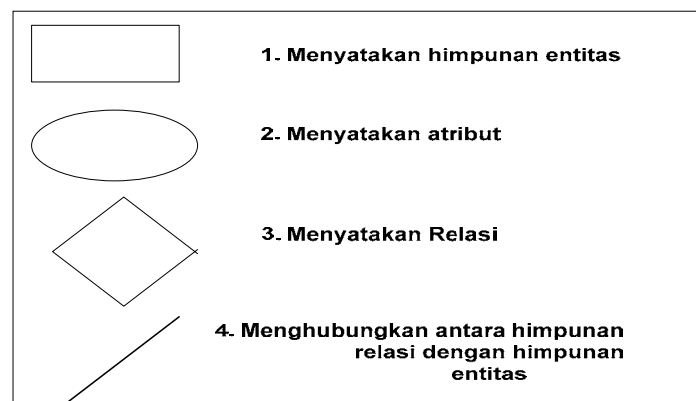 1. Menyatakan himpunan entitas
2. Menyatakan atribut
3. Menyatakan Relasi
4. Menghubungkan antara himpunan
relasi dengan himpunan
entitas